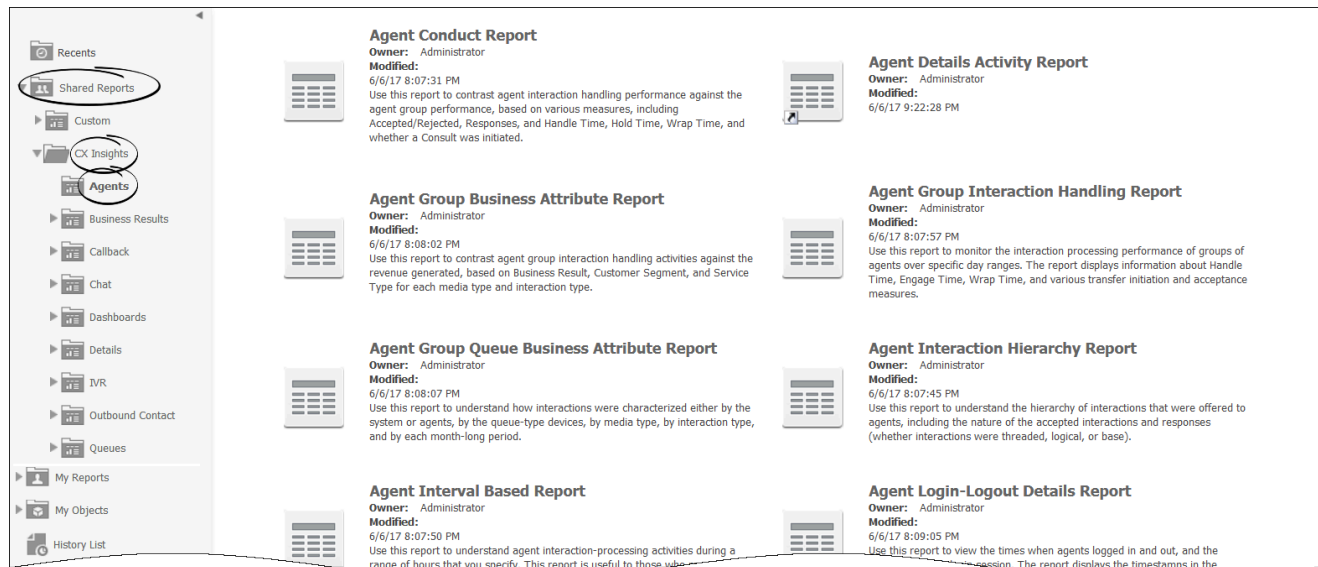 Recents
Shared Reports
Custom
CX Insights
Agents
Business Results
Callback
Chat
Dashboards
Details
IVR
Outbound Contact
Queues
My Reports
My Objects
History List
Agent Conduct Report
Owner: Administrator
Modified:
6/6/17 8:07:31 PM
Use this report to contrast agent interaction handling performance against the
agent group performance, based on various measures, including
Accepted/Rejected, Responses, and Handle Time, Hold Time, Wrap Time, and
whether a Consult was initiated.
Agent Details Activity Report
Owner: Administrator
Modified:
6/6/17 9:22:28 PM
Agent Group Business Attribute Report
Owner: Administrator
Modified:
6/6/17 8:08:02 PM
Use this report to contrast agent group interaction handling activities against the
revenue generated, based on Business Result, Customer Segment, and Service
Type for each media type and interaction type.
Agent Group Interaction Handling Report
Owner: Administrator
Modified:
6/6/17 8:07:57 PM
Use this report to monitor the interaction processing performance of groups of
agents over specific day ranges. The report displays information about Handle
Time, Engage Time, Wrap Time, and various transfer initiation and acceptance
measures.
Agent Group Queue Business Attribute Report
Owner: Administrator
Modified:
6/6/17 8:08:07 PM
Use this report to understand how interactions were characterized either by the
system or agents, by the queue-type devices, by media type, by interaction type,
and by each month-long period.
Agent Interaction Hierarchy Report
Owner: Administrator
Modified:
6/6/17 8:07:45 PM
Use this report to understand the hierarchy of interactions that were offered to
agents, including the nature of the accepted interactions and responses
(whether interactions were threaded, logical, or base).
Agent Interval Based Report
Owner: Administrator
Modified:
6/6/17 8:07:50 PM
Use this report to understand agent interaction-processing activities during a
range of hours that you specify. This report is useful to those who
Agent Login-Logout Details Report
Owner: Administrator
Modified:
6/6/17 8:09:05 PM
Use this report to view the times when agents logged in and out, and the
session. The report displays the timestamps in the